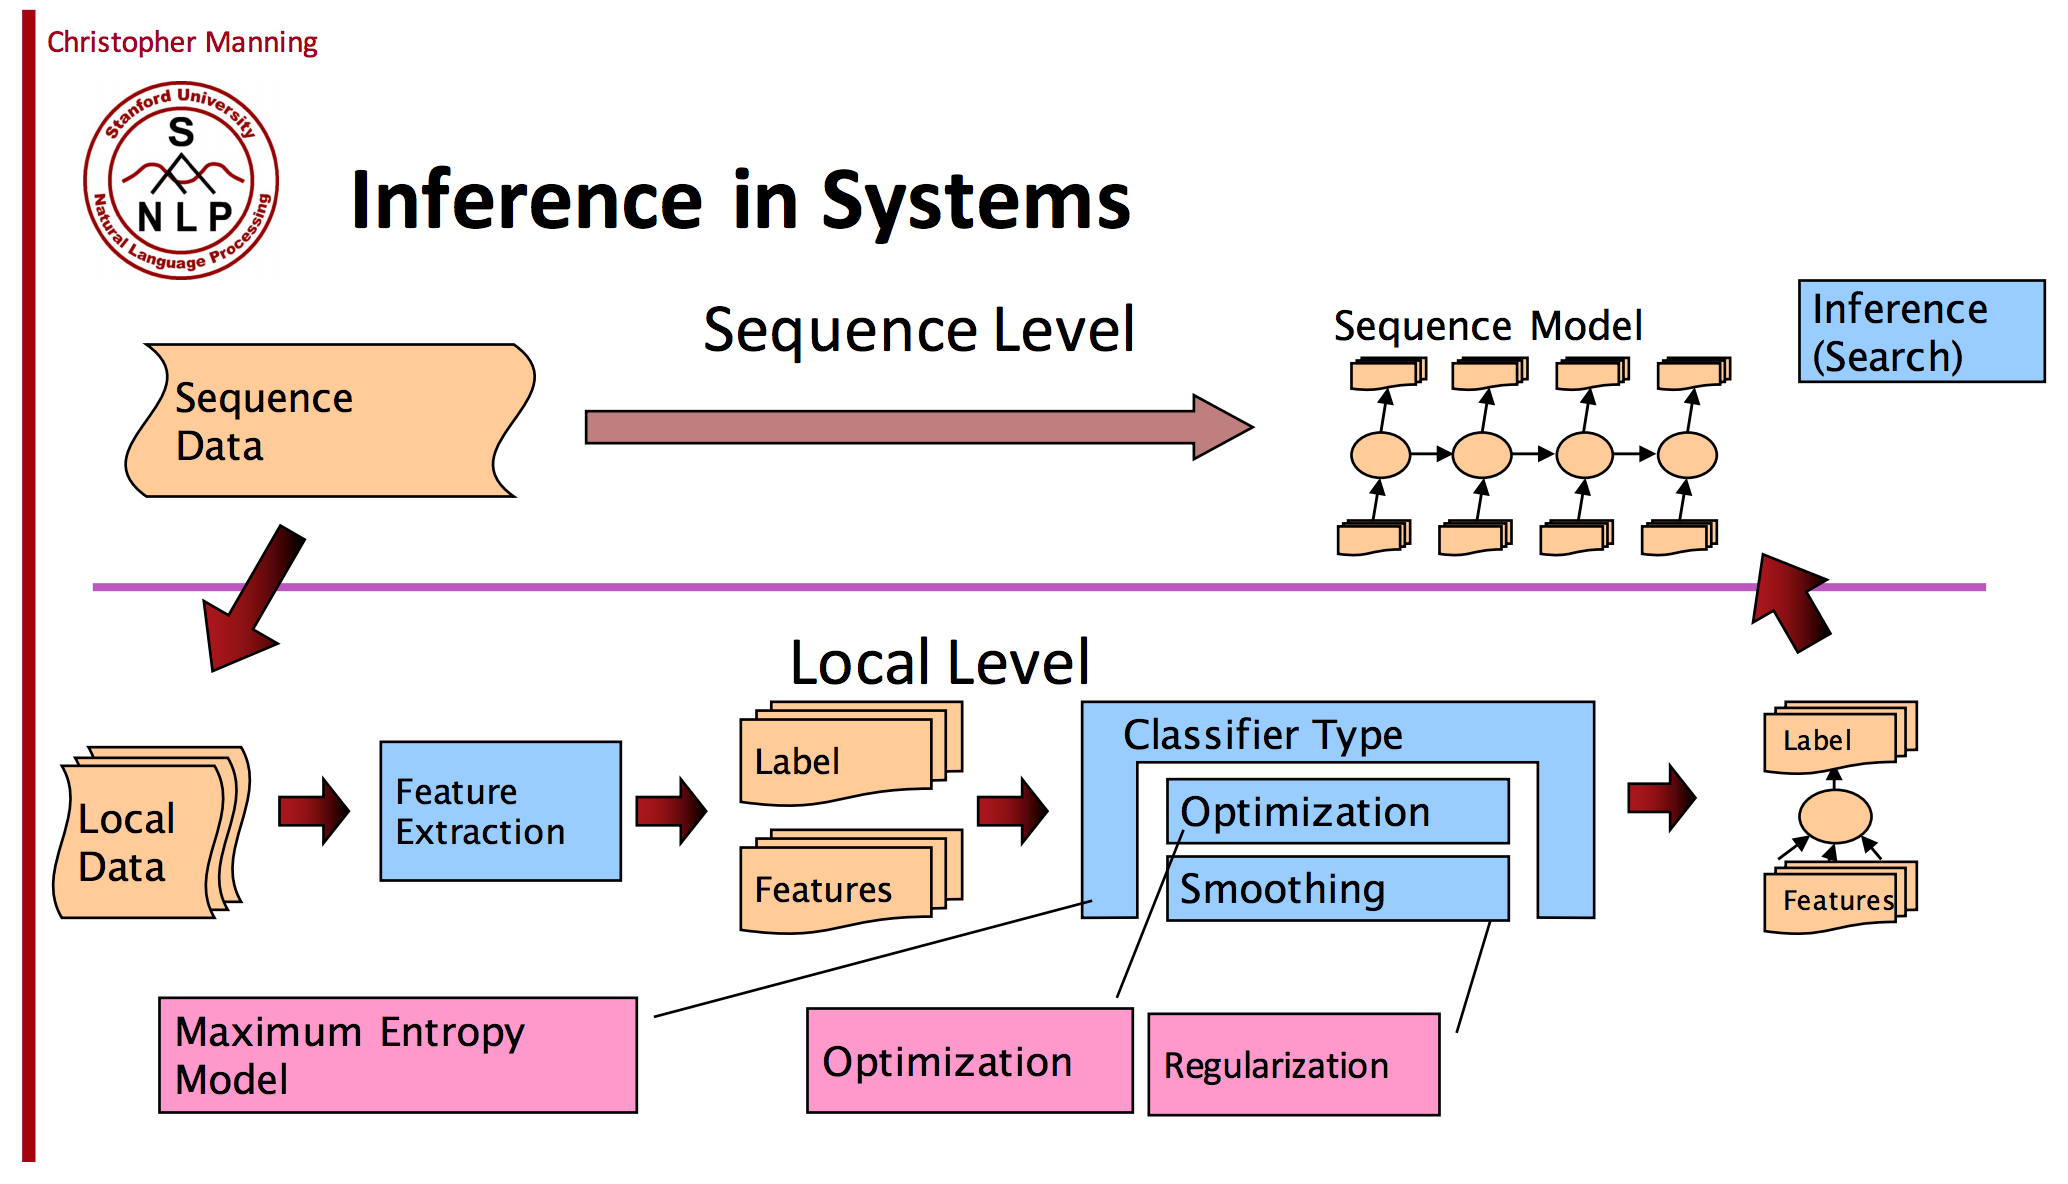 Christopher Manning
Stanford University
S
NLP
Natural Language Processing
Inference in Systems
Sequence Level
Sequence Model
Inference
(Search)
Sequence
Data
Local Level
Local
Data
Feature
Extraction
Label
Features
Classifier Type
Optimization
Smoothing
Label
Features
Maximum Entropy
Model
Optimization
Regularization